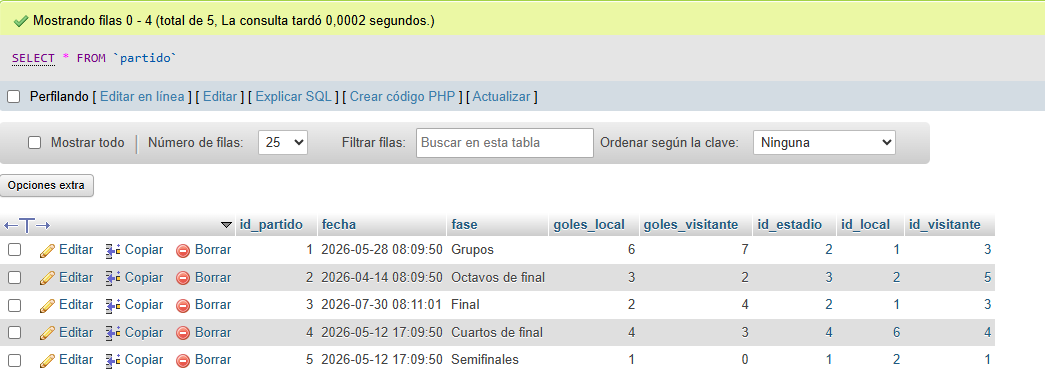 Mostrando filas 0 - 4 (total de 5, La consulta tardó 0,0002 segundos.)
SELECT * FROM `partido`
Perfilando [ Editar en línea ] [ Editar ] [ Explicar SQL ] [ Crear código PHP ] [ Actualizar ]
Mostrar todo Número de filas: 25 Filtrar filas: Buscar en esta tabla Ordenar según la clave: Ninguna
Opciones extra
←T→ id_partido fecha fase goles_local goles_visitante id_estadio id_local id_visitante
Editar Copiar Borrar 1 2026-05-28 08:09:50 Grupos 6 7 2 1 3
Editar Copiar Borrar 2 2026-04-14 08:09:50 Octavos de final 3 2 3 2 5
Editar Copiar Borrar 3 2026-07-30 08:11:01 Final 2 4 2 1 3
Editar Copiar Borrar 4 2026-05-12 17:09:50 Cuartos de final 4 3 4 6 4
Editar Copiar Borrar 5 2026-05-12 17:09:50 Semifinales 1 0 1 2 1